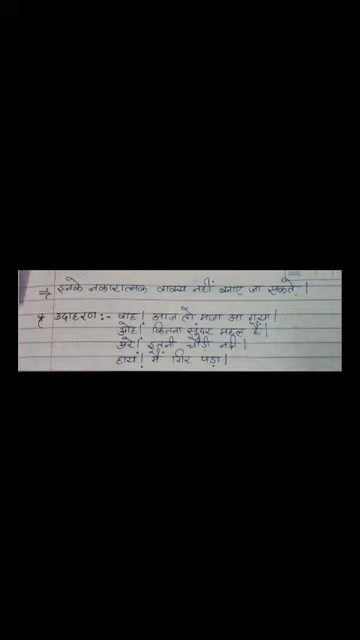 ⇒ इनके नकारात्मक वाक्य नहीं बनाए जा सकते।
* उदाहरण:- वाह! आज तो मजा आ गया।
ओह! कितना सुंदर महल है।
अरे! इतनी चौड़ी नदी।
हाय! मैं गिर पड़ा।